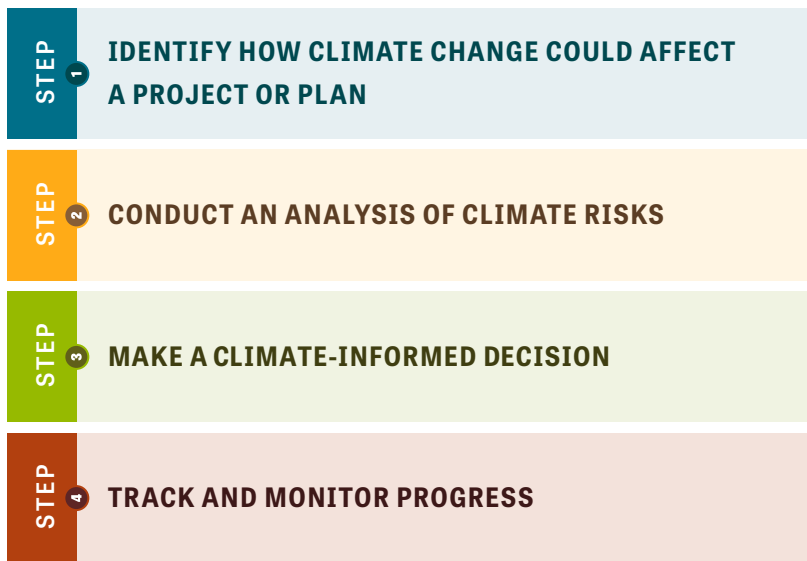 STEP 1
IDENTIFY HOW CLIMATE CHANGE COULD AFFECT
A PROJECT OR PLAN
STEP 2
CONDUCT AN ANALYSIS OF CLIMATE RISKS
STEP 3
MAKE A CLIMATE-INFORMED DECISION
STEP 4
TRACK AND MONITOR PROGRESS